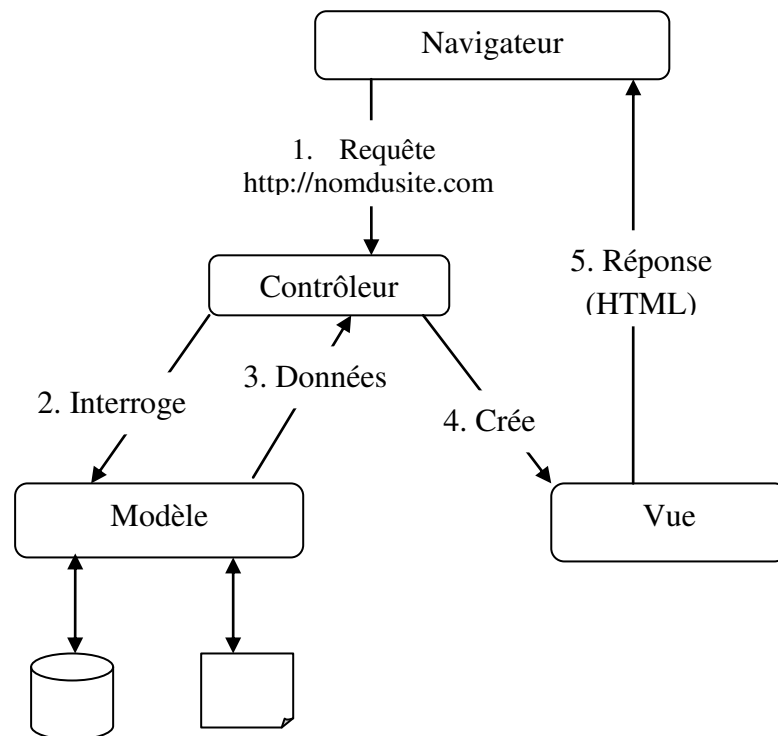 Navigateur
1. Requête
http://nomdusite.com
Contrôleur
5. Réponse
(HTML)
3. Données
2. Interroge
4. Crée
Modèle
Vue